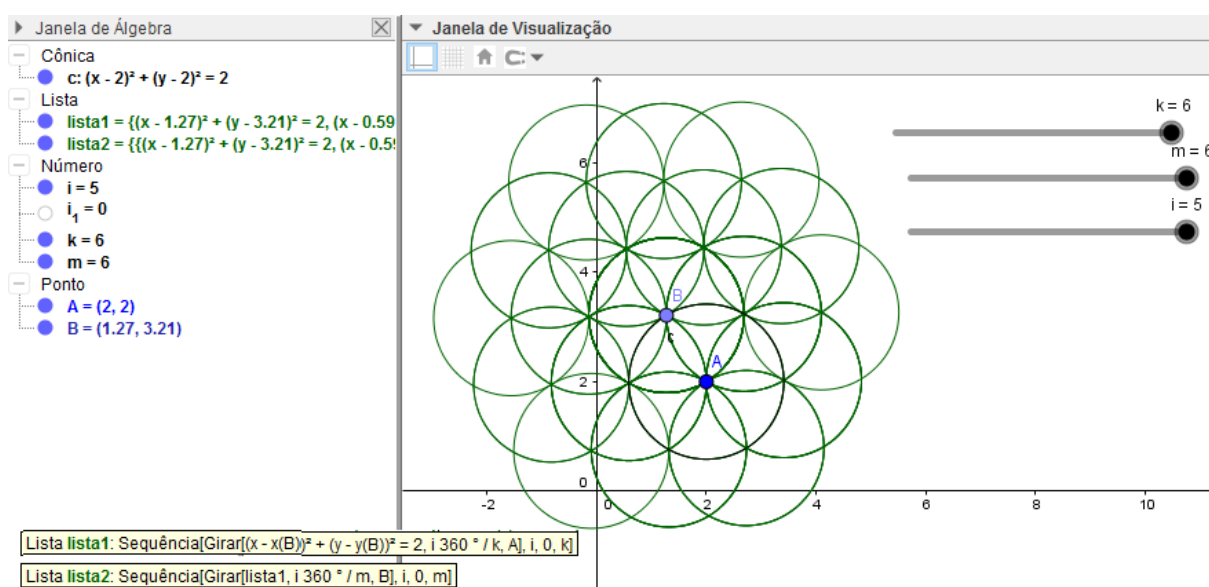 Janela de Álgebra
Cônica
c: (x - 2)² + (y - 2)² = 2
Lista
lista1 = {(x - 1.27)² + (y - 3.21)² = 2, (x - 0.59
lista2 = {{(x - 1.27)² + (y - 3.21)² = 2, (x - 0.59
Número
i = 5
i₁ = 0
k = 6
m = 6
Ponto
A = (2, 2)
B = (1.27, 3.21)
Janela de Visualização
k = 6
m = 6
i = 5
6
4
B
c
A
2
0
-2 0 2 4 6 8 10
Lista lista1: Sequência[Girar[(x - x(B))² + (y - y(B))² = 2, i 360 ° / k, A], i, 0, k]
Lista lista2: Sequência[Girar[lista1, i 360 ° / m, B], i, 0, m]